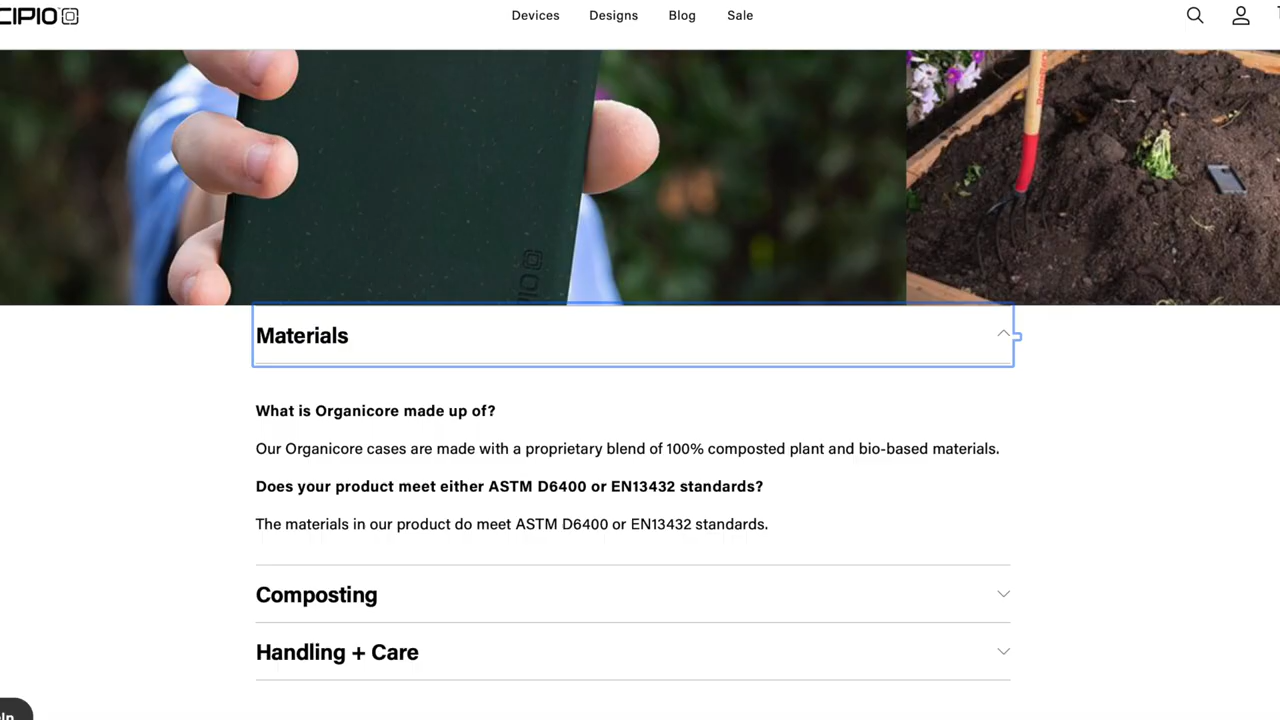 CIPIO
Devices
Designs
Blog
Sale
Materials
What is Organicore made up of?
Our Organicore cases are made with a proprietary blend of 100% composted plant and bio-based materials.
Does your product meet either ASTM D6400 or EN13432 standards?
The materials in our product do meet ASTM D6400 or EN13432 standards.
Composting
Handling + Care